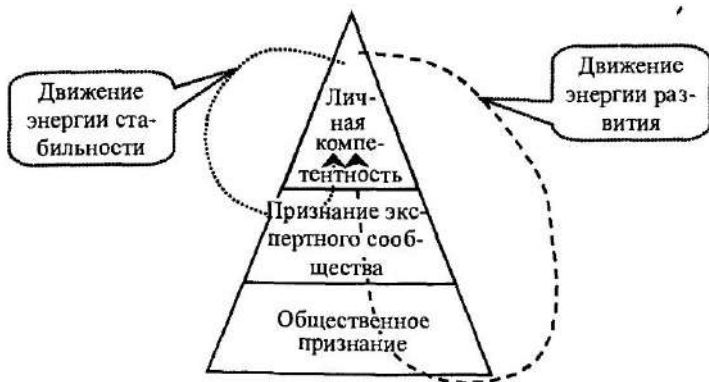 Движение
энергии ста-
бильности
Лич-
ная
компе-
тентность
Движение
энергии раз-
вития
Признание экс-
пертного сооб-
щества
Общественное
признание